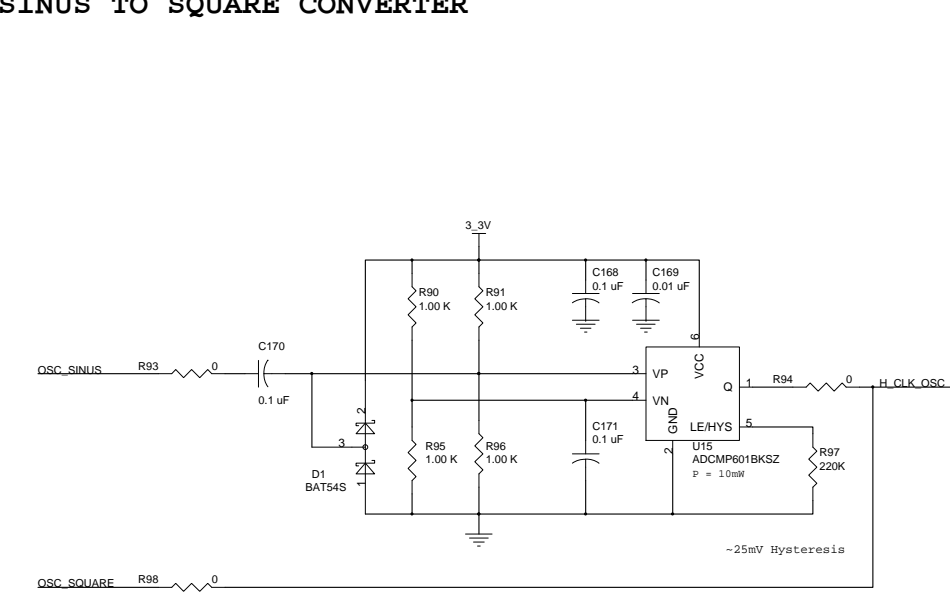 SINUS TO SQUARE CONVERTER
3_3V
R90
1.00 K
R91
1.00 K
C168
0.1 uF
C169
0.01 uF
OSC_SINUS
R93
0
C170
0.1 uF
6
VCC
3
VP
4
VN
GND
2
Q
1
LE/HYS
5
R94
0
H_CLK_OSC
2
3
1
D1
BAT54S
R95
1.00 K
R96
1.00 K
C171
0.1 uF
U15
ADCMP601BKSZ
P = 10mW
R97
220K
~25mV Hysteresis
OSC_SQUARE
R98
0